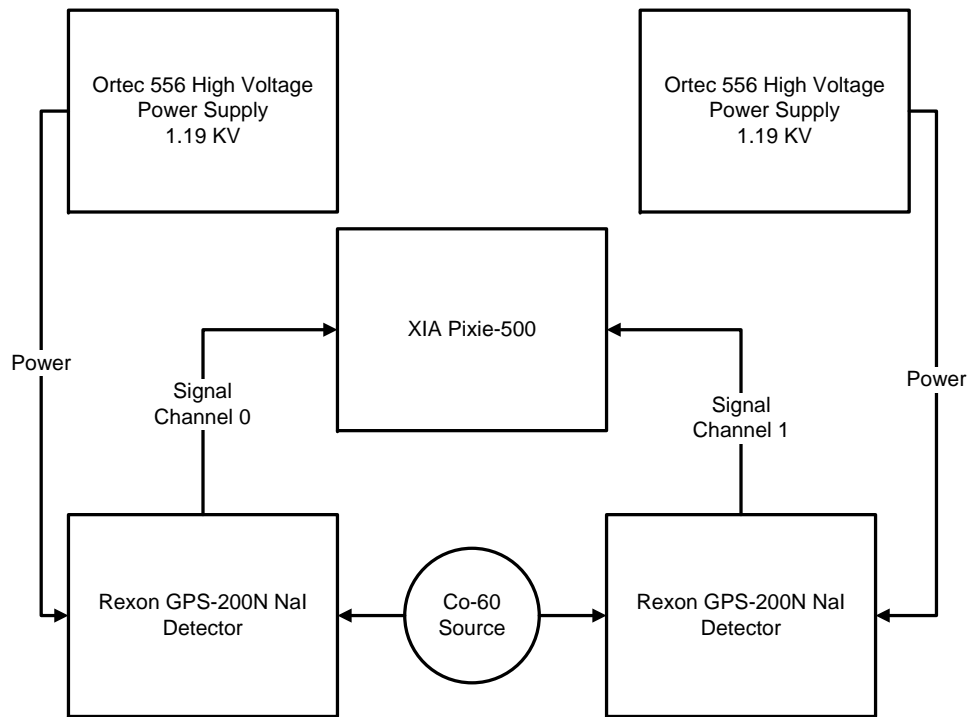 Ortec 556 High Voltage
Power Supply
1.19 KV
Ortec 556 High Voltage
Power Supply
1.19 KV
XIA Pixie-500
Power
Signal
Channel 0
Signal
Channel 1
Power
Rexon GPS-200N NaI
Detector
Co-60
Source
Rexon GPS-200N NaI
Detector